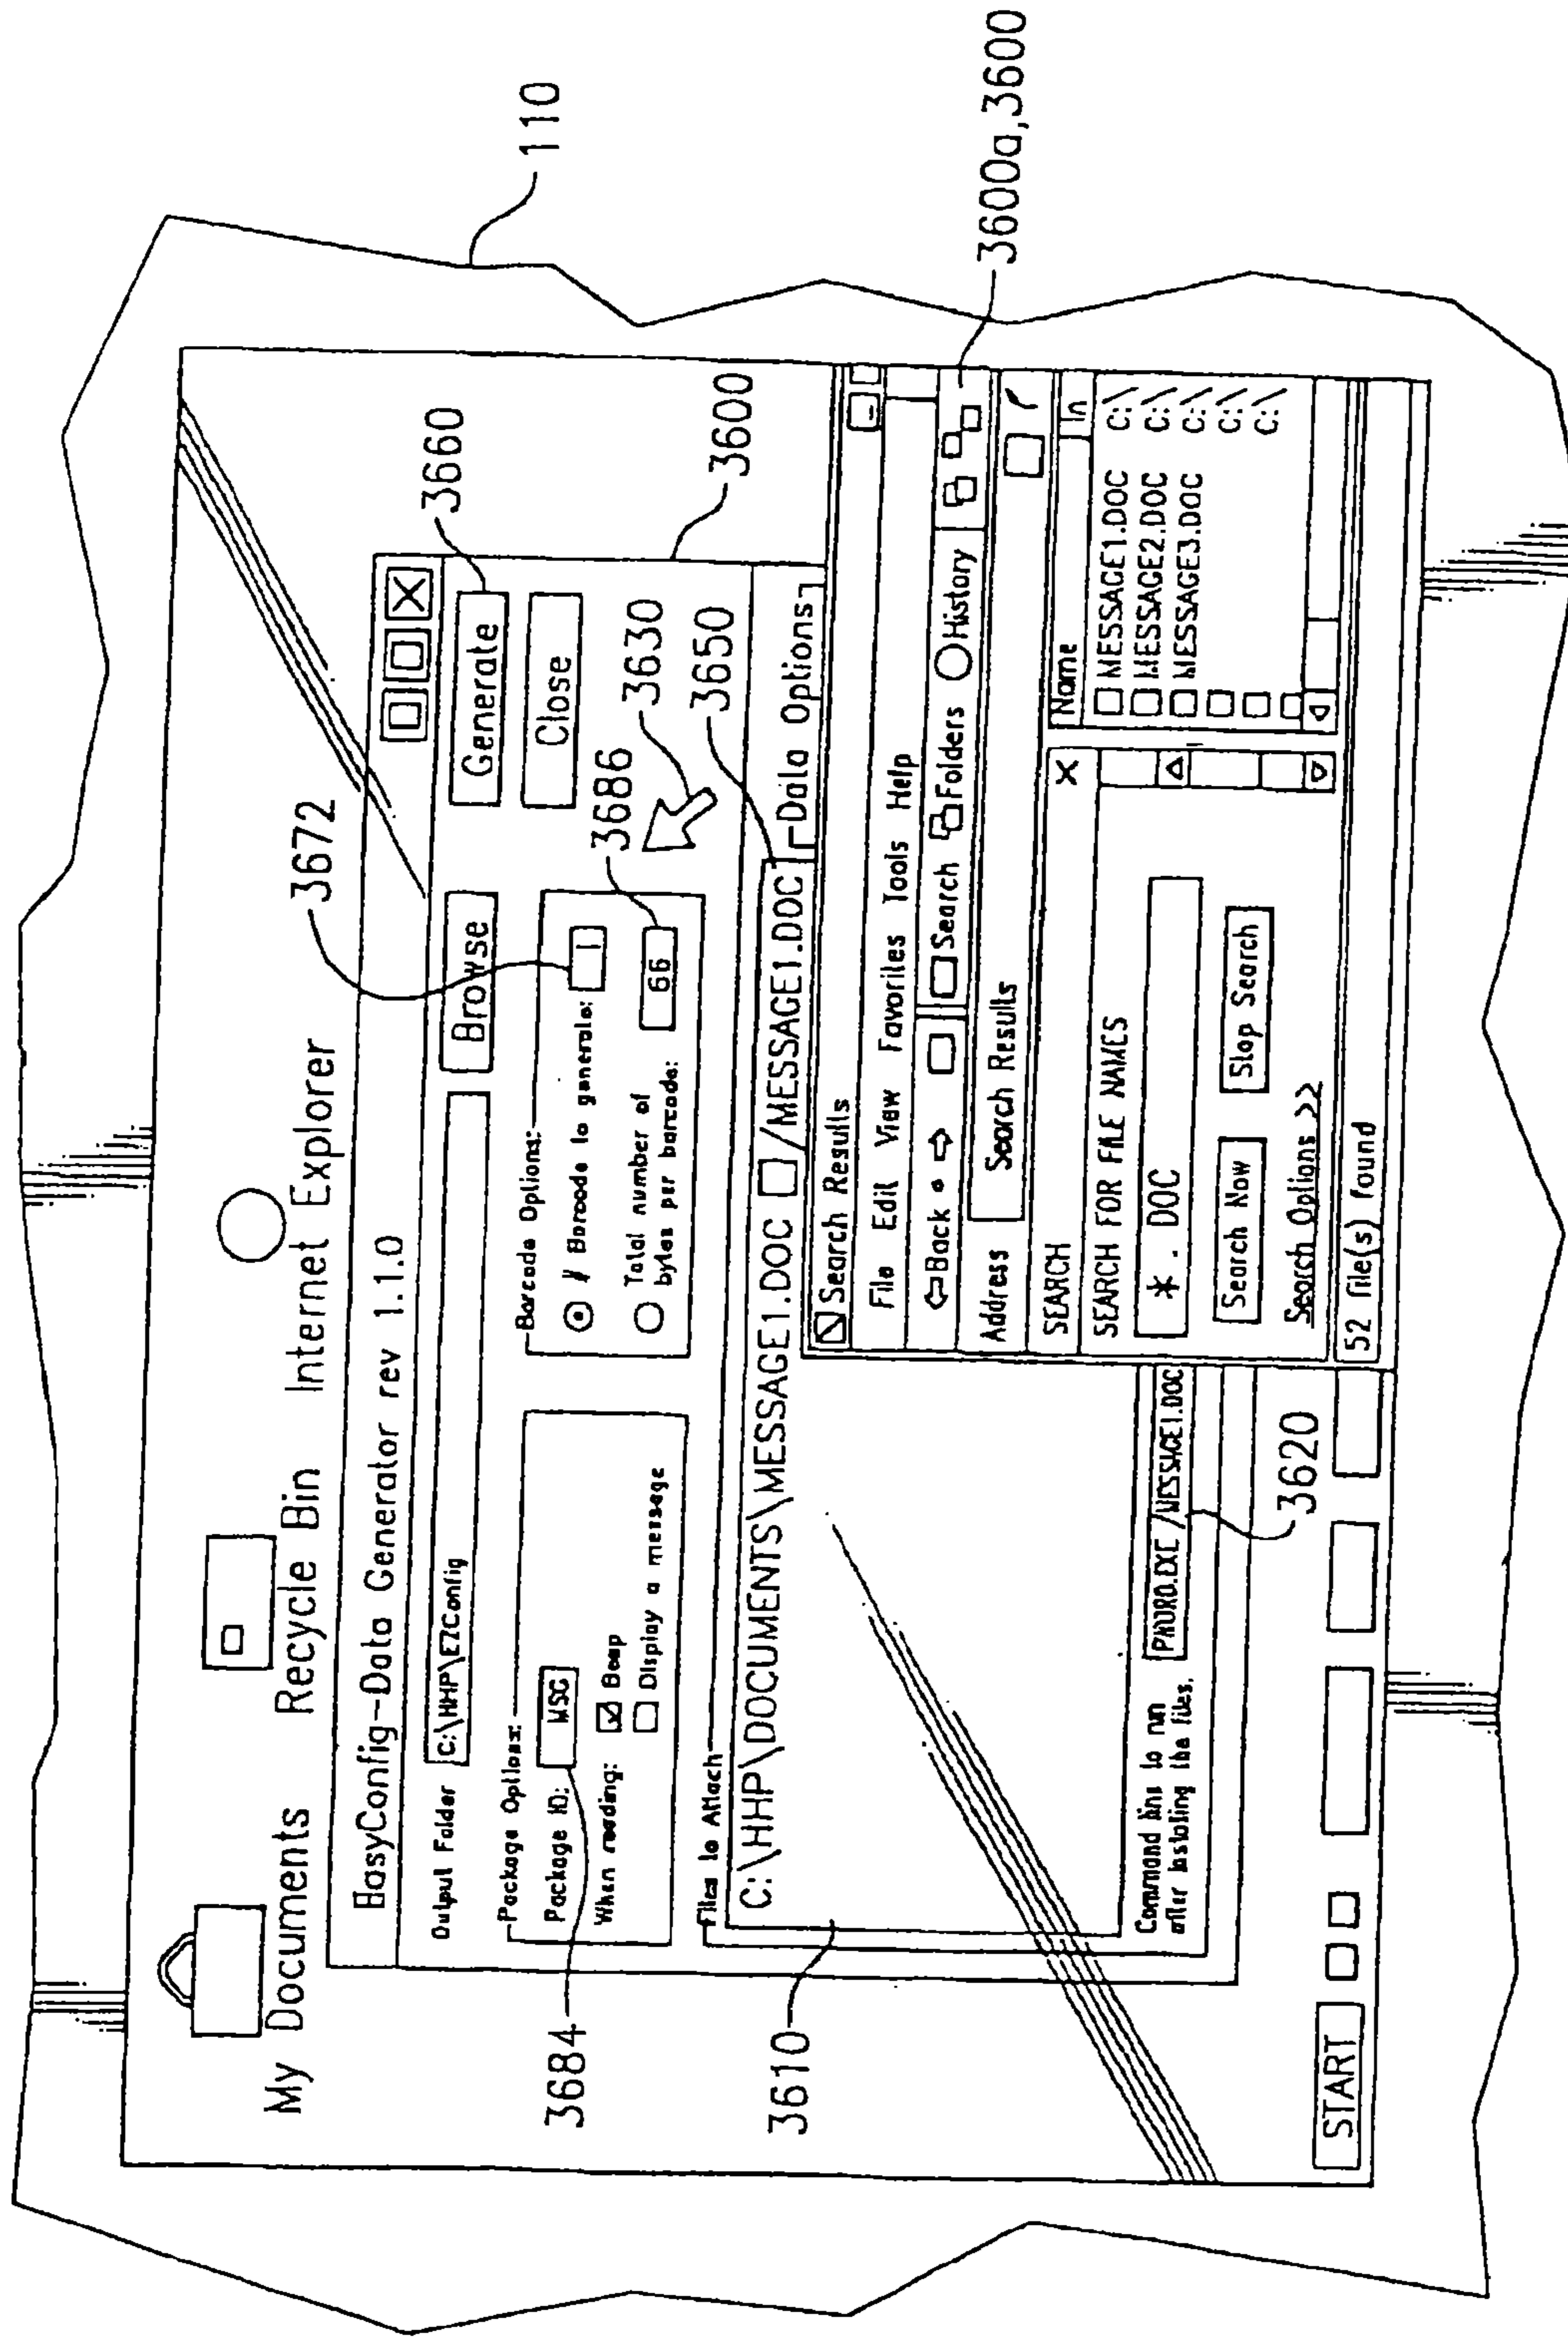 My Documents
Recycle Bin
Internet Explorer
EasyConfig-Data Generator rev 1.1.0
Output Folder
C:\HHP\EZConfig
Browse
Generate
Close
Package Options:
Package ID:
MSG
When reading:
Beep
Display a message
Barcode Options:
# Barcode to generate:
1
Total number of
bytes per barcode:
66
Files to Attach
C:\HHP\DOCUMENTS\MESSAGE1.DOC
/MESSAGE1.DOC
Data Options
Command line to run
after installing the files.
/MESSAGE1.DOC
Search Results
File Edit View Favorites Tools Help
Back
Search
Folders
History
Address
Search Results
SEARCH
X
SEARCH FOR FILE NAMES
*.DOC
Search Now
Stop Search
Search Options >>
52 file(s) found
Name
In
MESSAGE1.DOC C:\
MESSAGE2.DOC C:\
MESSAGE3.DOC C:\
C:\
C:\
START
110
3600a,3600
3600
3660
3672
3686
3630
3650
3684
3610
3620